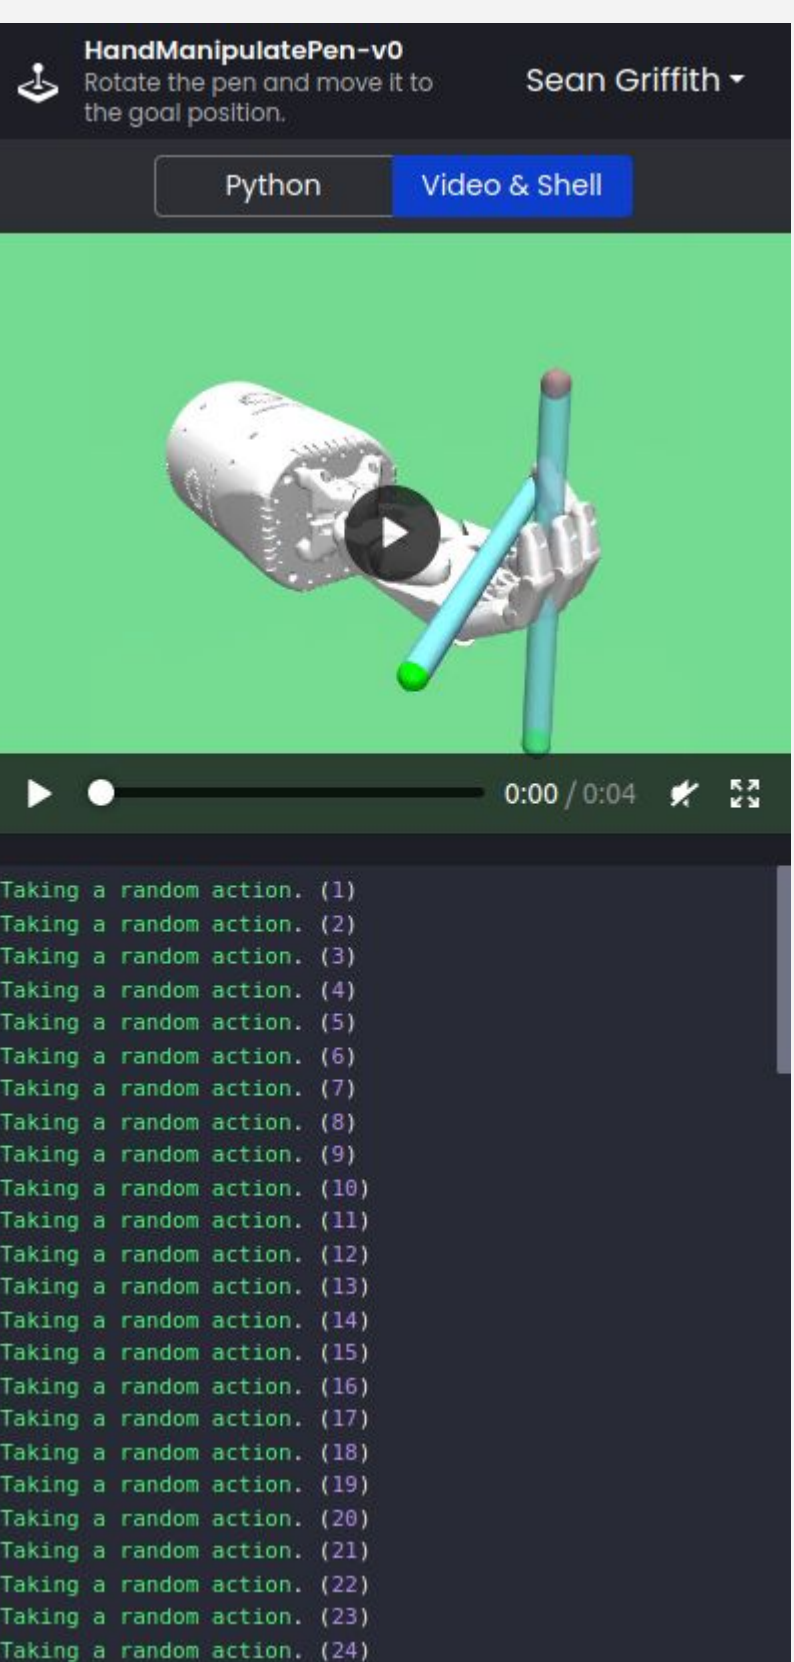 HandManipulatePen-v0
Rotate the pen and move it to
the goal position.
Sean Griffith
Python
Video & Shell
0:00 / 0:04
Taking a random action. (1)
Taking a random action. (2)
Taking a random action. (3)
Taking a random action. (4)
Taking a random action. (5)
Taking a random action. (6)
Taking a random action. (7)
Taking a random action. (8)
Taking a random action. (9)
Taking a random action. (10)
Taking a random action. (11)
Taking a random action. (12)
Taking a random action. (13)
Taking a random action. (14)
Taking a random action. (15)
Taking a random action. (16)
Taking a random action. (17)
Taking a random action. (18)
Taking a random action. (19)
Taking a random action. (20)
Taking a random action. (21)
Taking a random action. (22)
Taking a random action. (23)
Taking a random action. (24)